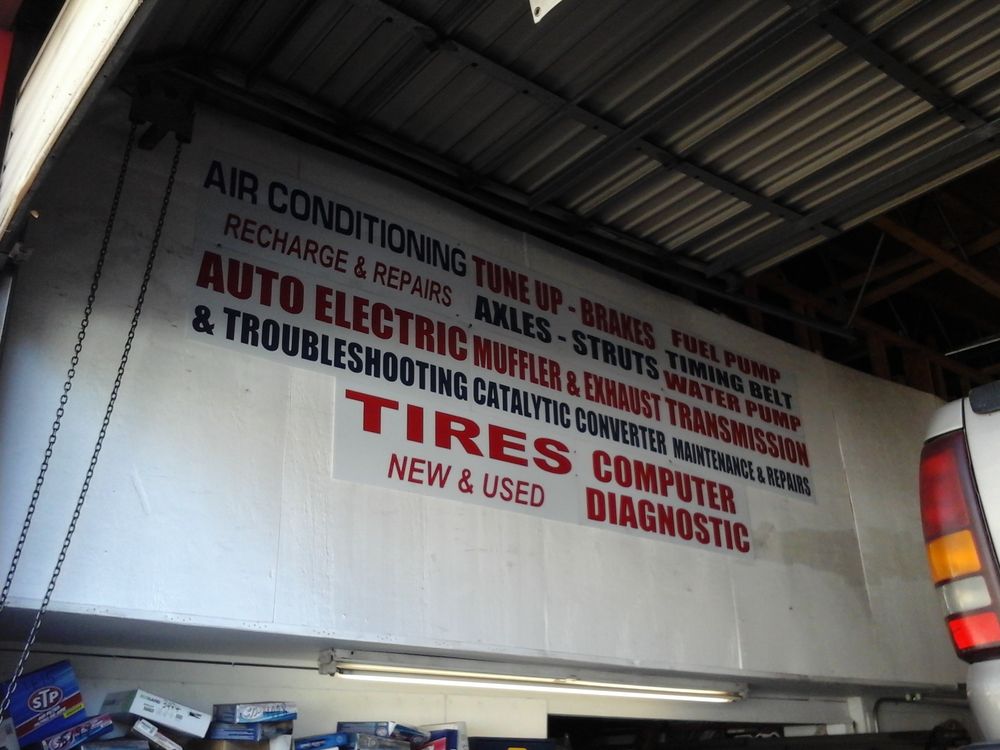 AIR CONDITIONING
RECHARGE & REPAIRS
AUTO ELECTRIC
& TROUBLESHOOTING
TUNE UP - BRAKES
AXLES - STRUTS
MUFFLER & EXHAUST
CATALYTIC CONVERTER
FUEL PUMP
TIMING BELT
WATER PUMP
TRANSMISSION
MAINTENANCE & REPAIRS
TIRES
NEW & USED
COMPUTER
DIAGNOSTIC
STP